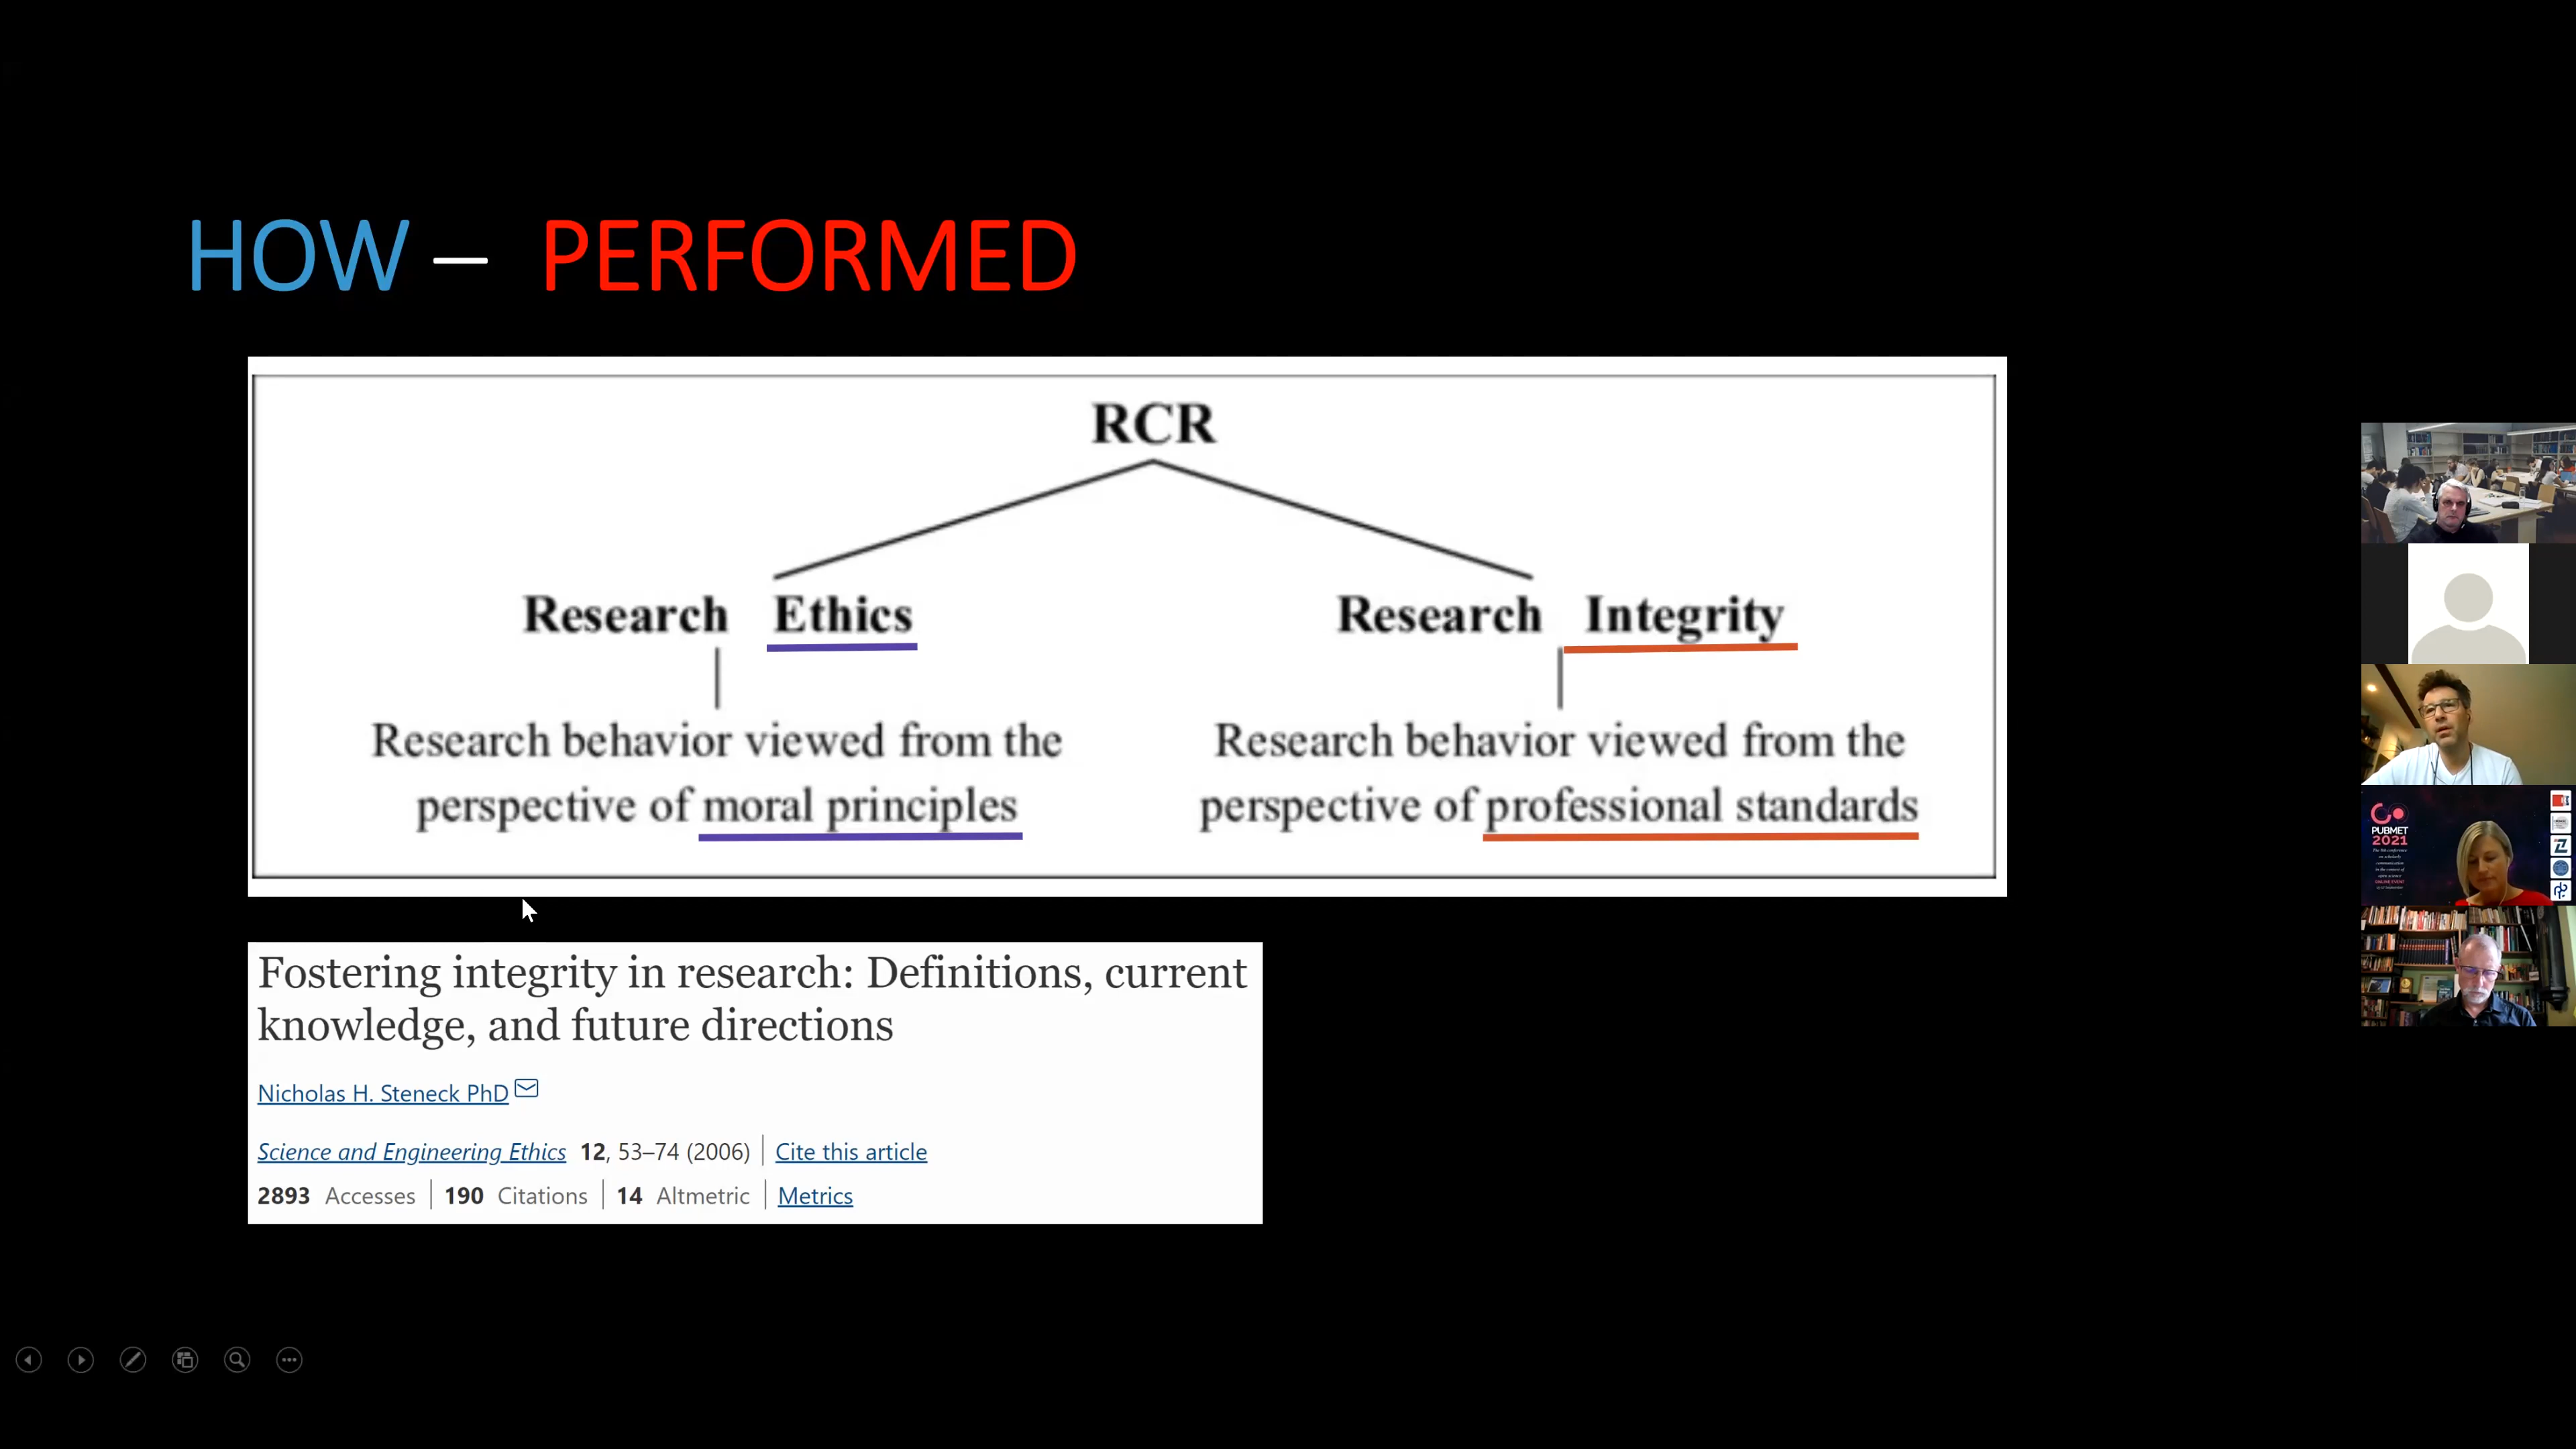 HOW – PERFORMED
RCR
Research Ethics
Research Integrity
Research behavior viewed from the
perspective of moral principles
Research behavior viewed from the
perspective of professional standards
Fostering integrity in research: Definitions, current
knowledge, and future directions
Nicholas H. Steneck PhD
Science and Engineering Ethics 12, 53–74 (2006) | Cite this article
2893 Accesses | 190 Citations | 14 Altmetric | Metrics
PUBMET
2021